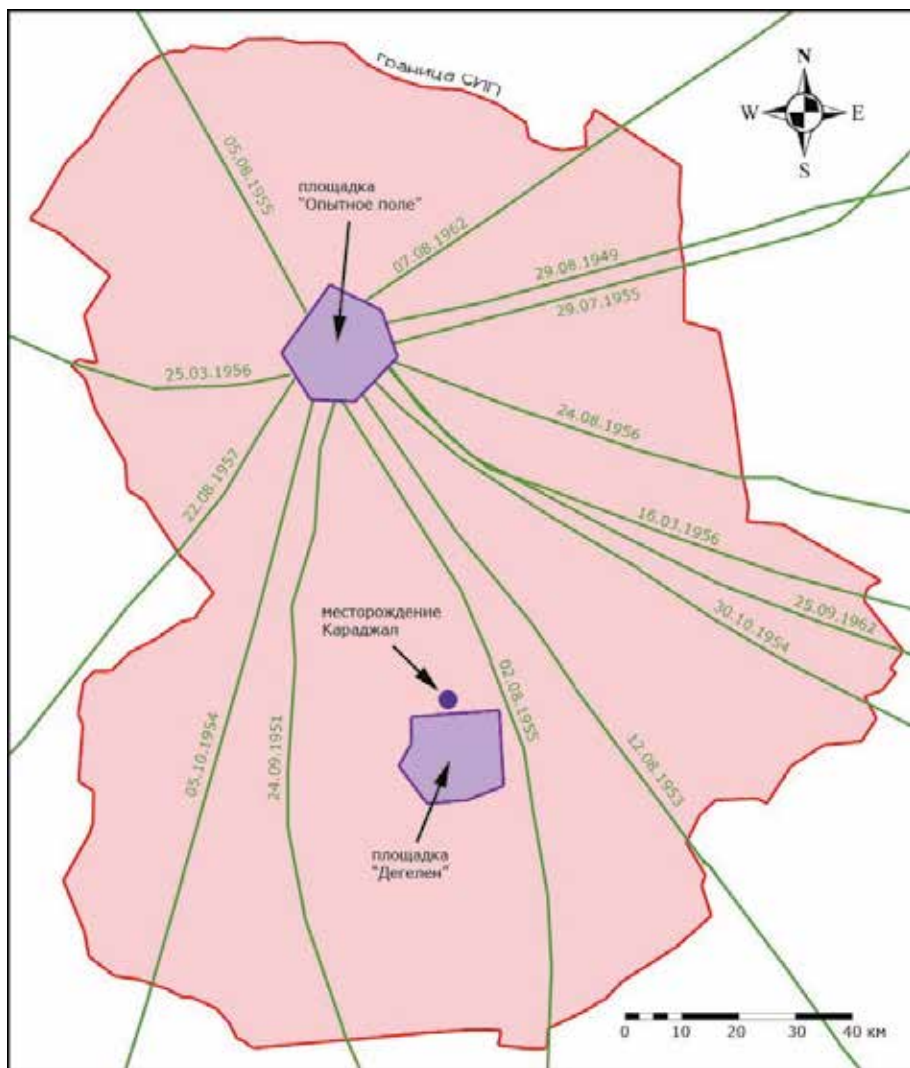 граница СИП
N
W
E
S
05.08.1955
площадка
"Опытное поле"
07.08.1962
29.08.1949
29.07.1955
25.03.1956
24.08.1956
22.08.1957
16.03.1956
25.09.1962
30.10.1954
месторождение
Караджал
02.08.1955
05.10.1954
24.09.1951
12.08.1953
площадка
"Дегелен"
0 10 20 30 40 км